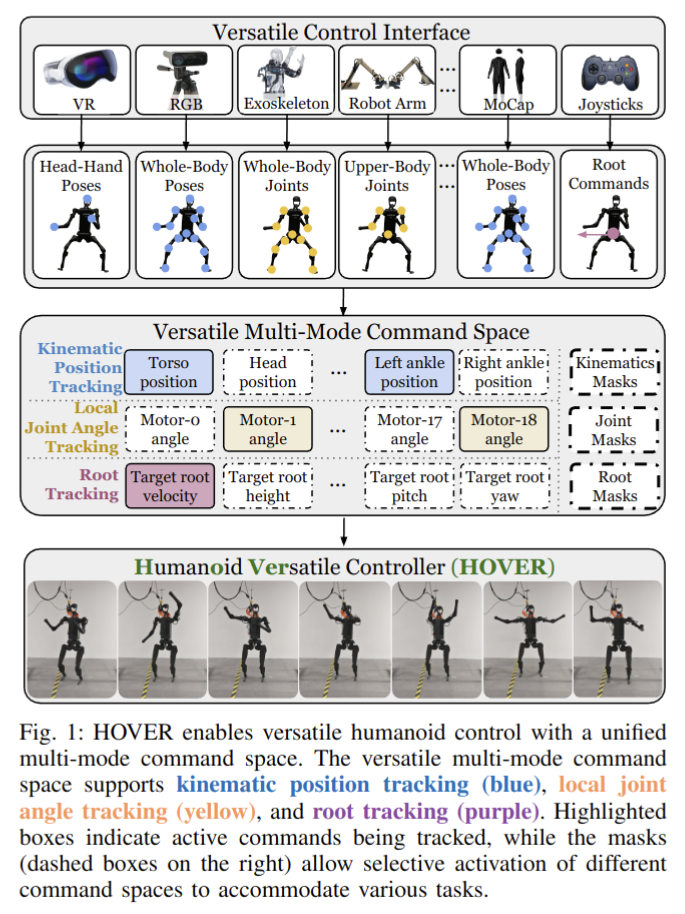 Versatile Control Interface
VR RGB Exoskeleton Robot Arm ... MoCap Joysticks
Head-Hand Poses
Whole-Body Poses
Whole-Body Joints
Upper-Body Joints
...
Whole-Body Poses
Root Commands
Versatile Multi-Mode Command Space
Kinematic Position Tracking
Torso position
Head position
...
Left ankle position
Right ankle position
Kinematics Masks
Local Joint Angle Tracking
Motor-0 angle
Motor-1 angle
...
Motor-17 angle
Motor-18 angle
Joint Masks
Root Tracking
Target root velocity
Target root height
...
Target root pitch
Target root yaw
Root Masks
Humanoid Versatile Controller (HOVER)
Fig. 1: HOVER enables versatile humanoid control with a unified
multi-mode command space. The versatile multi-mode command
space supports kinematic position tracking (blue), local joint
angle tracking (yellow), and root tracking (purple). Highlighted
boxes indicate active commands being tracked, while the masks
(dashed boxes on the right) allow selective activation of different
command spaces to accommodate various tasks.